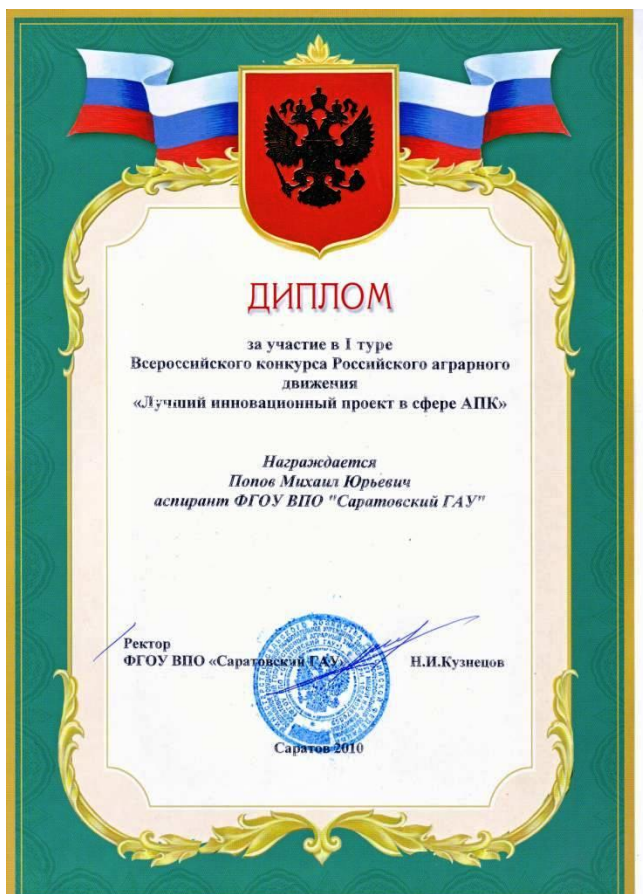 ДИПЛОМ
за участие в I туре
Всероссийского конкурса Российского аграрного
движения
«Лучший инновационный проект в сфере АПК»
Награждается
Попов Михаил Юрьевич
аспирант ФГОУ ВПО "Саратовский ГАУ"
Ректор
ФГОУ ВПО «Саратовский ГАУ» Н.И.Кузнецов
Саратов 2010